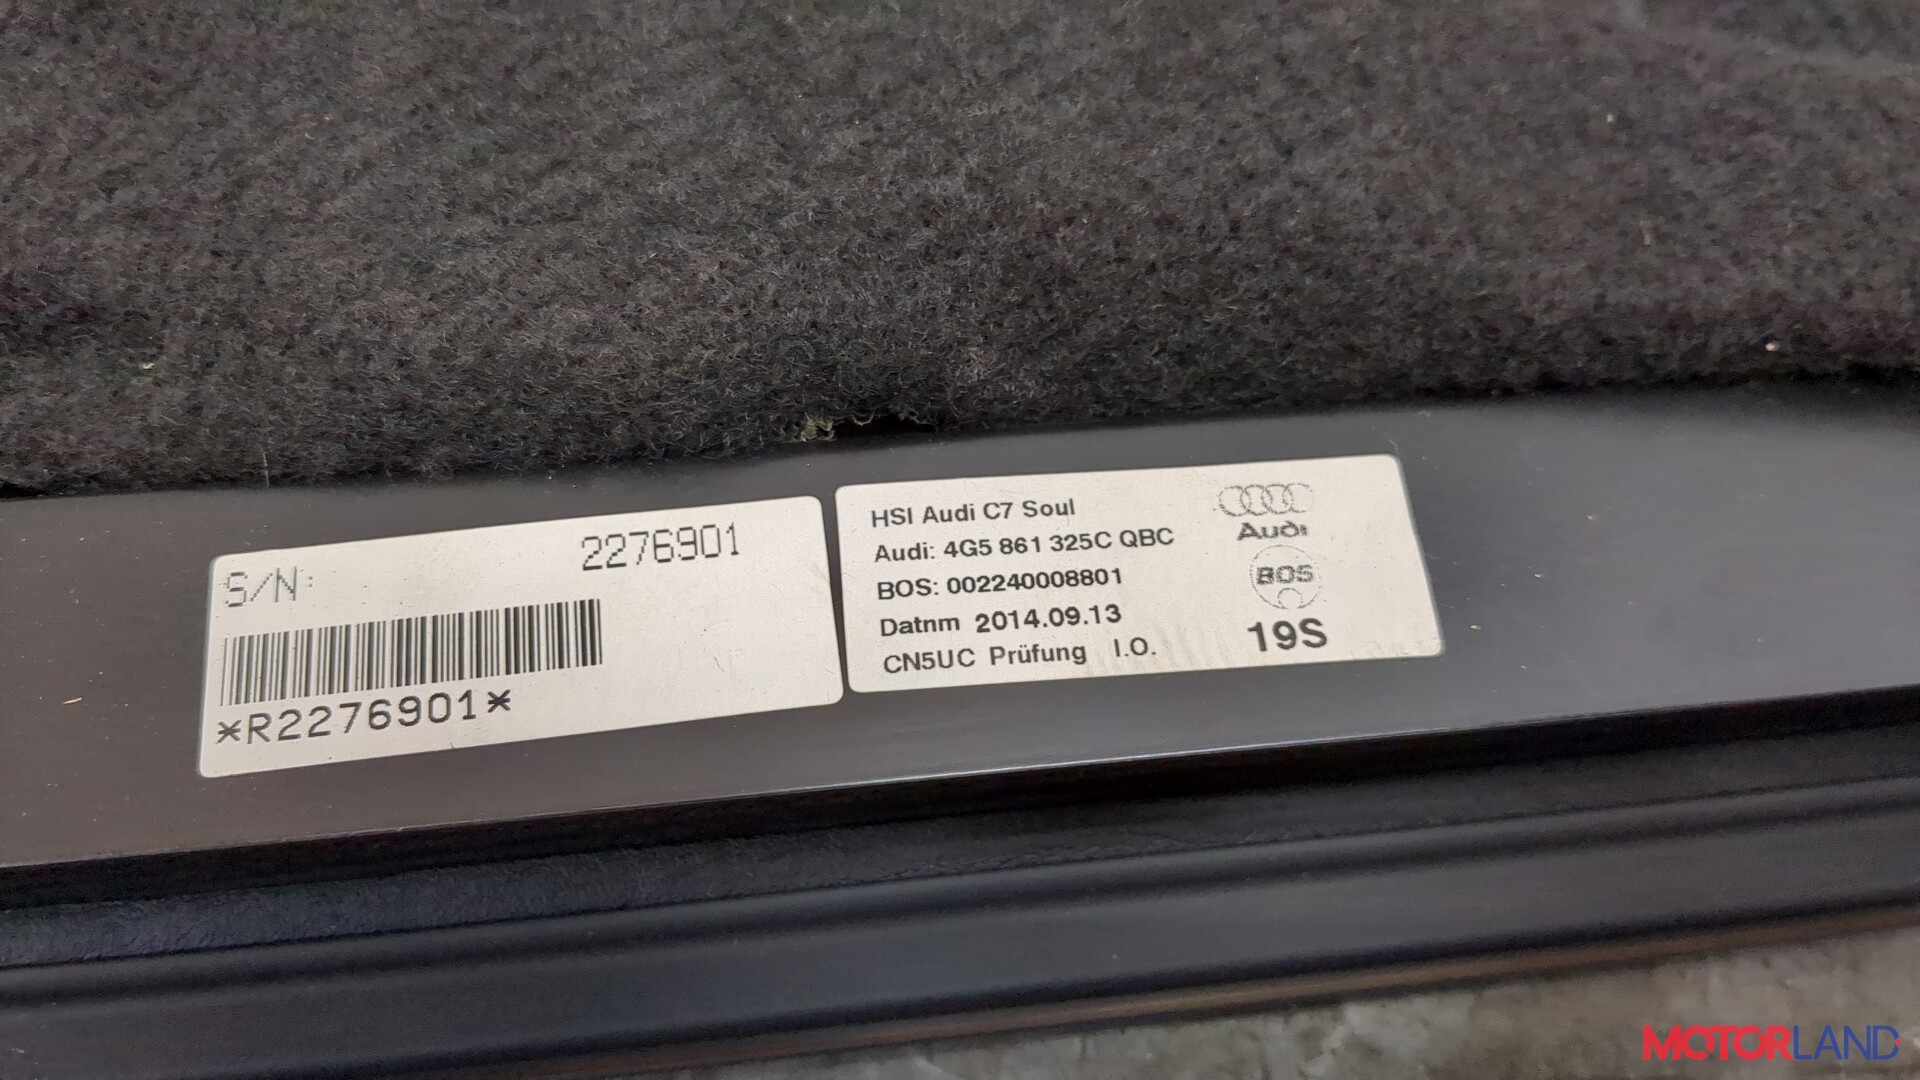 S/N: 2276901
*R2276901*
HSI Audi C7 Soul
Audi: 4G5 861 325C QBC
BOS: 002240008801
Datnm 2014.09.13
CN5UC Prüfung I.O.
Audi
BOS
19S
MOTORLAND